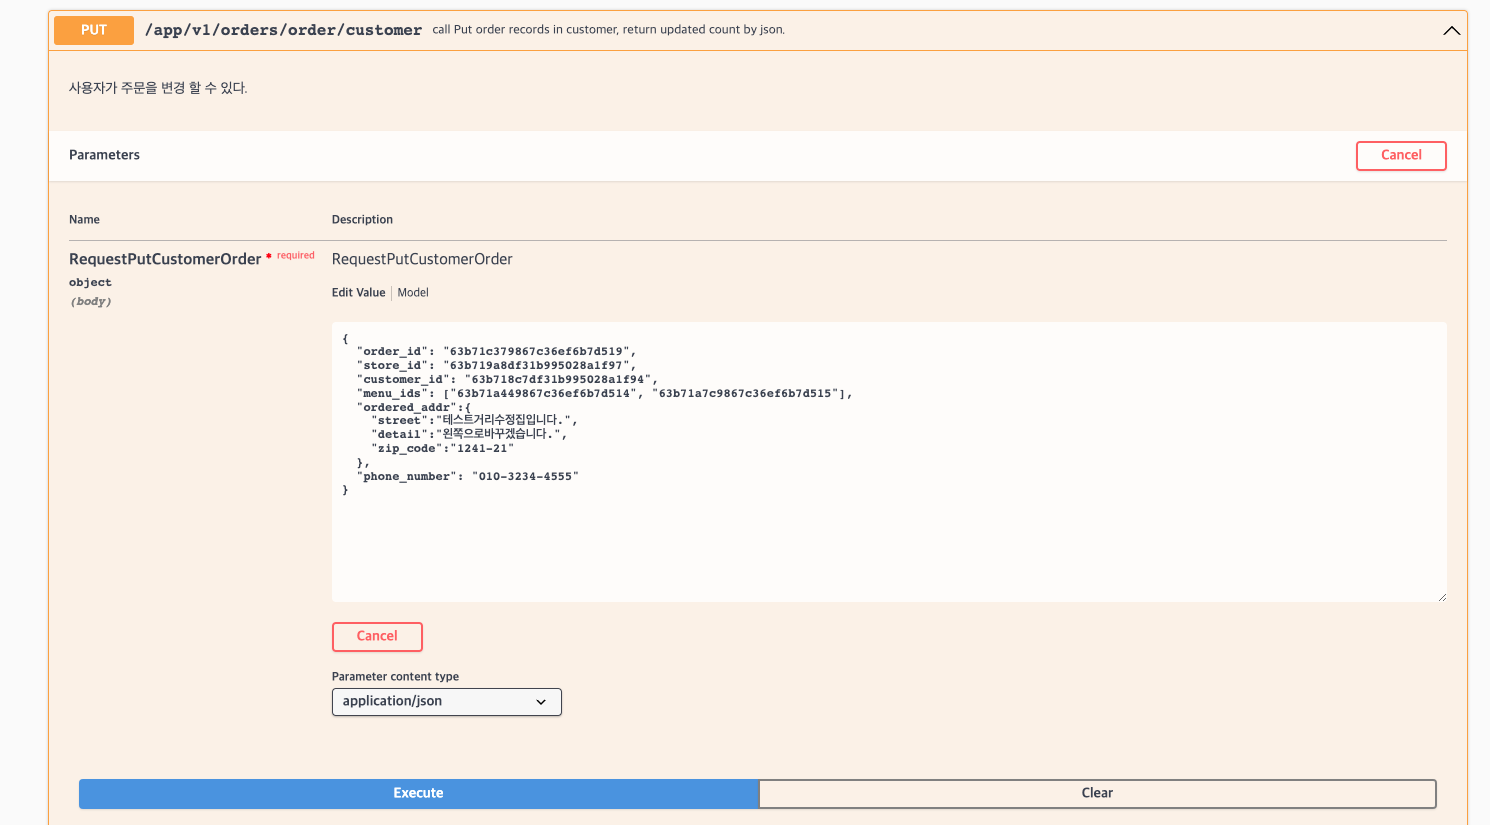 PUT /app/v1/orders/order/customer call Put order records in customer, return updated count by json.
사용자가 주문을 변경 할 수 있다.
Parameters Cancel
Name Description
RequestPutCustomerOrder * required RequestPutCustomerOrder
object
(body)
Edit Value Model
{
"order_id": "63b71c379867c36ef6b7d519",
"store_id": "63b719a8df31b995028a1f97",
"customer_id": "63b718c7df31b995028a1f94",
"menu_ids": ["63b71a449867c36ef6b7d514", "63b71a7c9867c36ef6b7d515"],
"ordered_addr":{
"street":"테스트거리수정집입니다.",
"detail":"왼쪽으로바꾸겠습니다.",
"zip_code":"1241-21"
},
"phone_number": "010-3234-4555"
}
Cancel
Parameter content type
application/json
Execute Clear